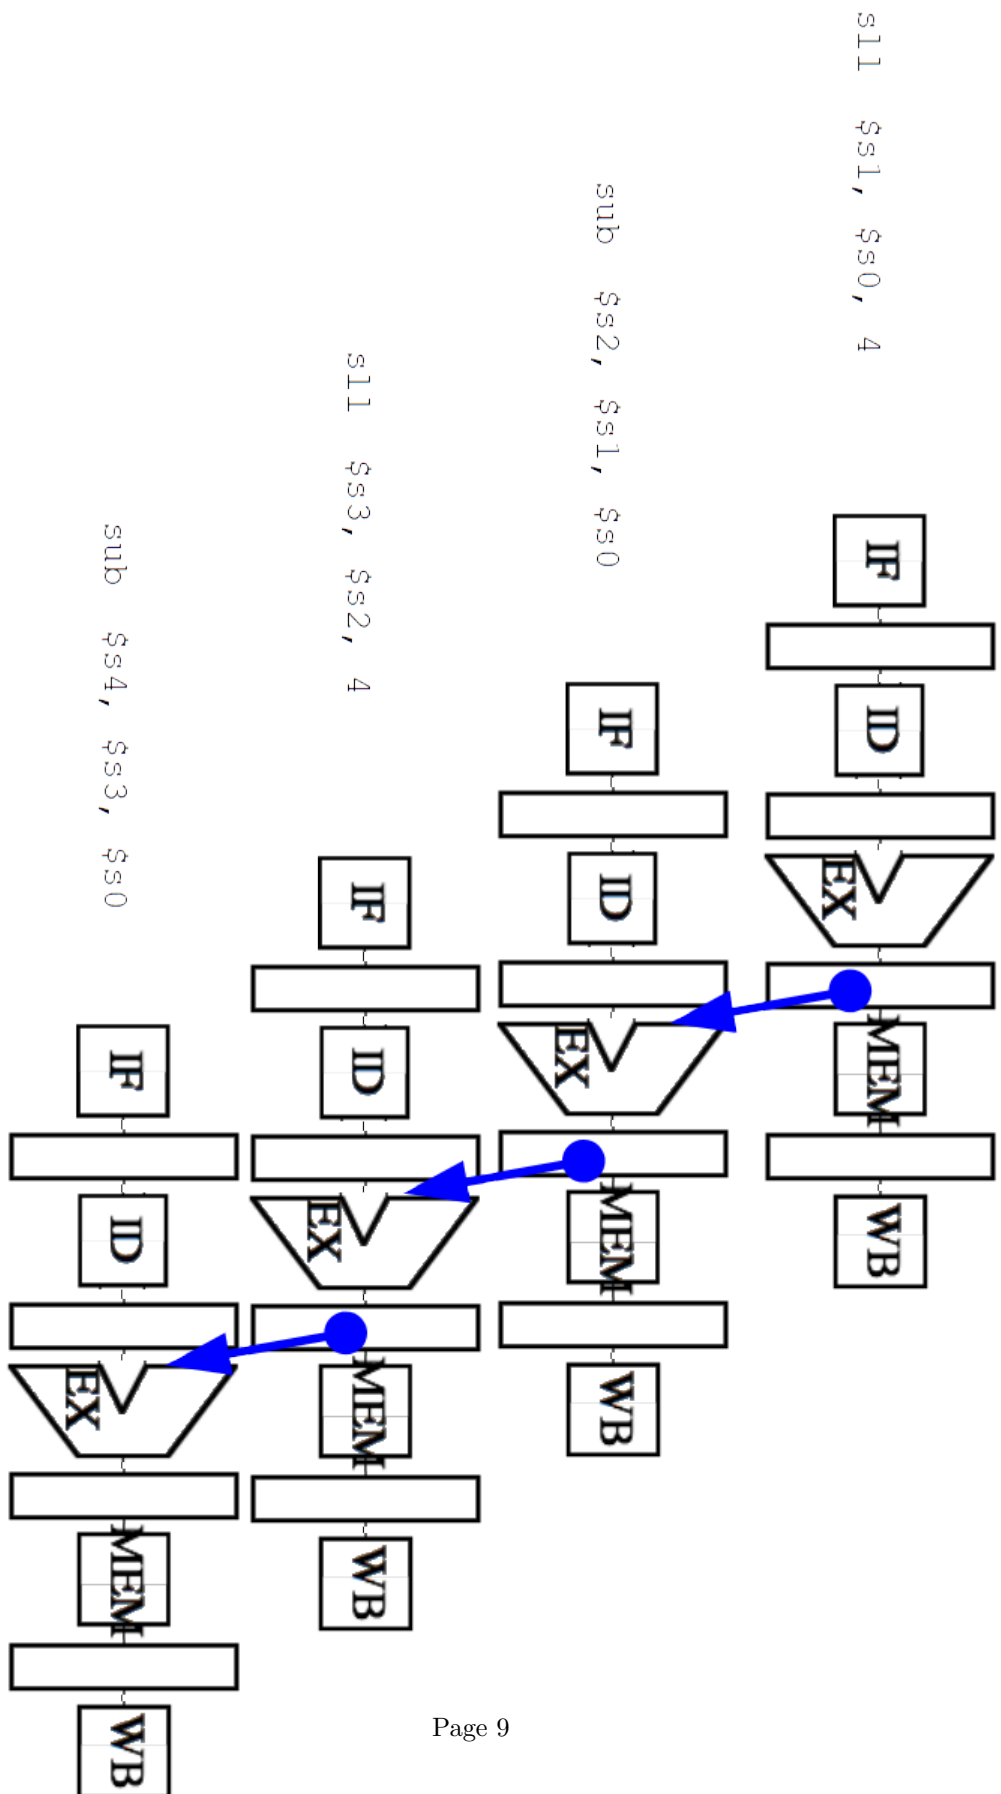 sll $s1, $s0, 4
IF ID EX MEM WB
sub $s2, $s1, $s0
IF ID EX MEM WB
sll $s3, $s2, 4
IF ID EX MEM WB
sub $s4, $s3, $s0
IF ID EX MEM WB
Page 9